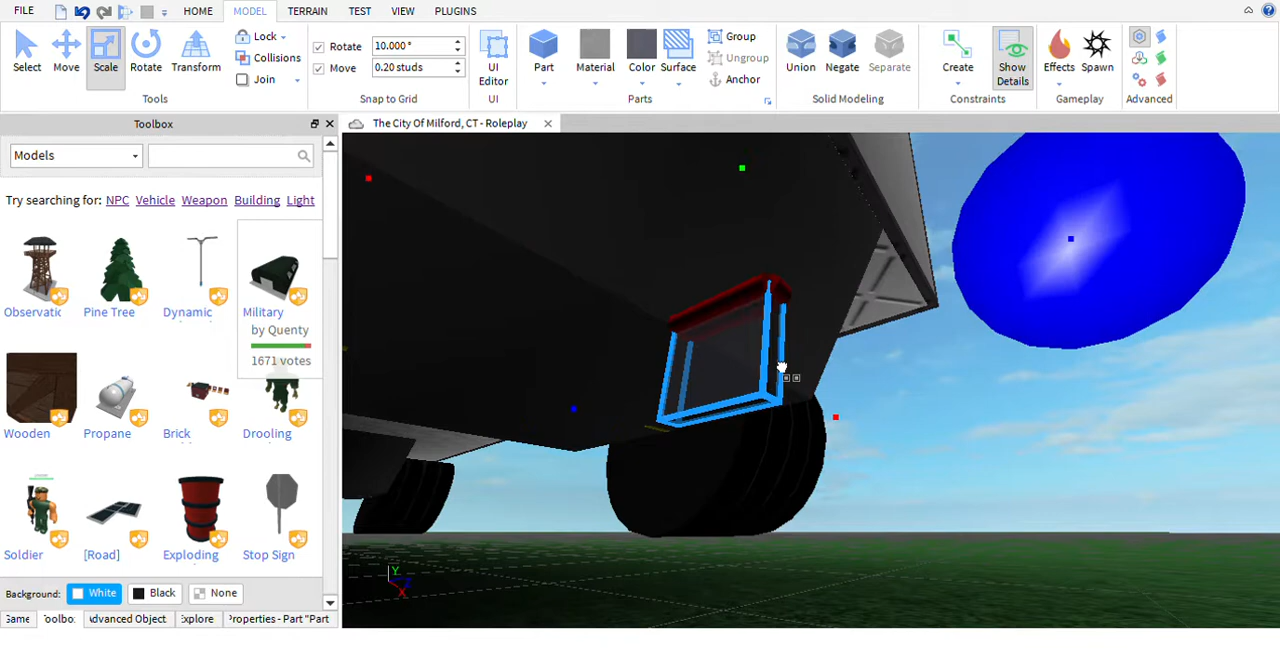 FILE HOME MODEL TERRAIN TEST VIEW PLUGINS
Select Move Scale Rotate Transform
Lock
Collisions
Join
Rotate 10.000 °
Move 0.20 studs
UI
Editor
Part Material Color Surface
Group
Ungroup
Anchor
Union Negate Separate
Create Show
Details
Effects Spawn
Tools Snap to Grid UI Parts Solid Modeling Constraints Gameplay Advanced
Toolbox
The City Of Milford, CT - Roleplay
Models
Try searching for: NPC Vehicle Weapon Building Light
Observatic Pine Tree Dynamic Military
by Quenty
1671 votes
Wooden Propane Brick Drooling
Soldier [Road] Exploding Stop Sign
Y
Z
X
Background: White Black None
Game Toolbo: Advanced Object Explore Properties - Part "Part